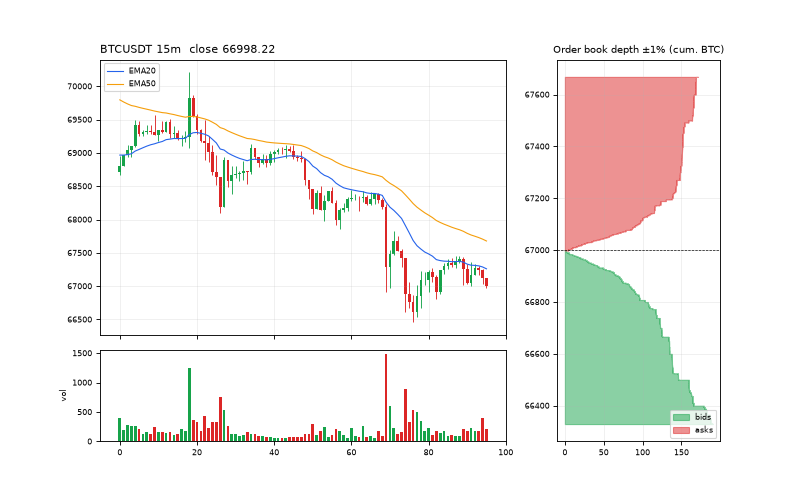 BTCUSDT 15m  close 66998.22
EMA20
EMA50
70000
69500
69000
68500
68000
67500
67000
66500
1500
1000
500
0
vol
0 20 40 60 80 100
Order book depth ±1% (cum. BTC)
67600
67400
67200
67000
66800
66600
66400
bids
asks
0 50 100 150